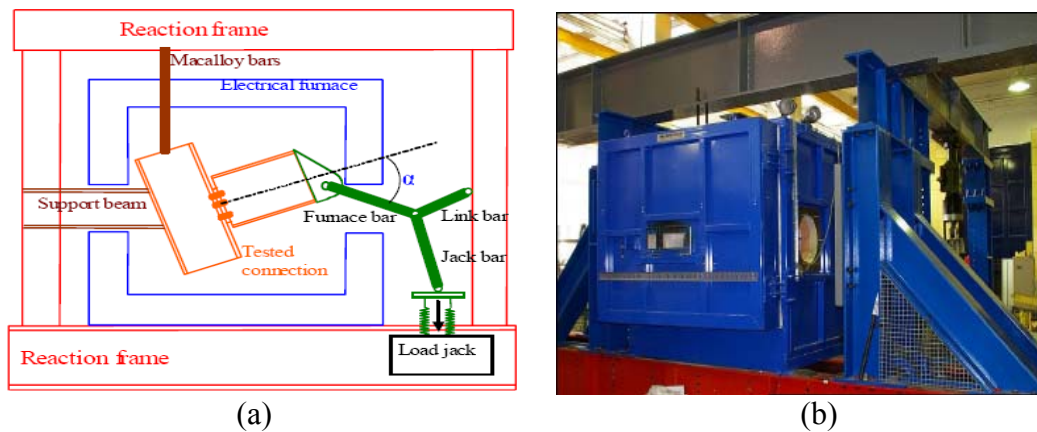 Reaction frame
Macalloy bars
Electrical furnace
α
Support beam
Furnace bar
Link bar
Tested
connection
Jack bar
Load jack
Reaction frame
(a)
(b)